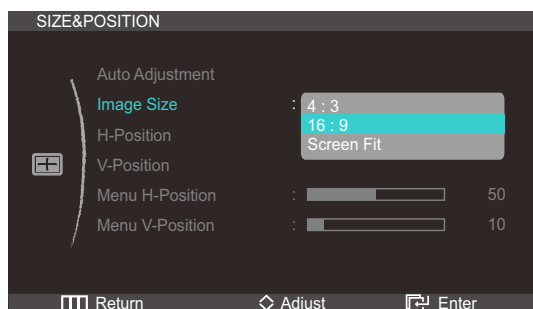 SIZE&POSITION
Auto Adjustment
Image Size : 4 : 3
16 : 9
Screen Fit
H-Position
V-Position
Menu H-Position : 50
Menu V-Position : 10
Return Adjust Enter